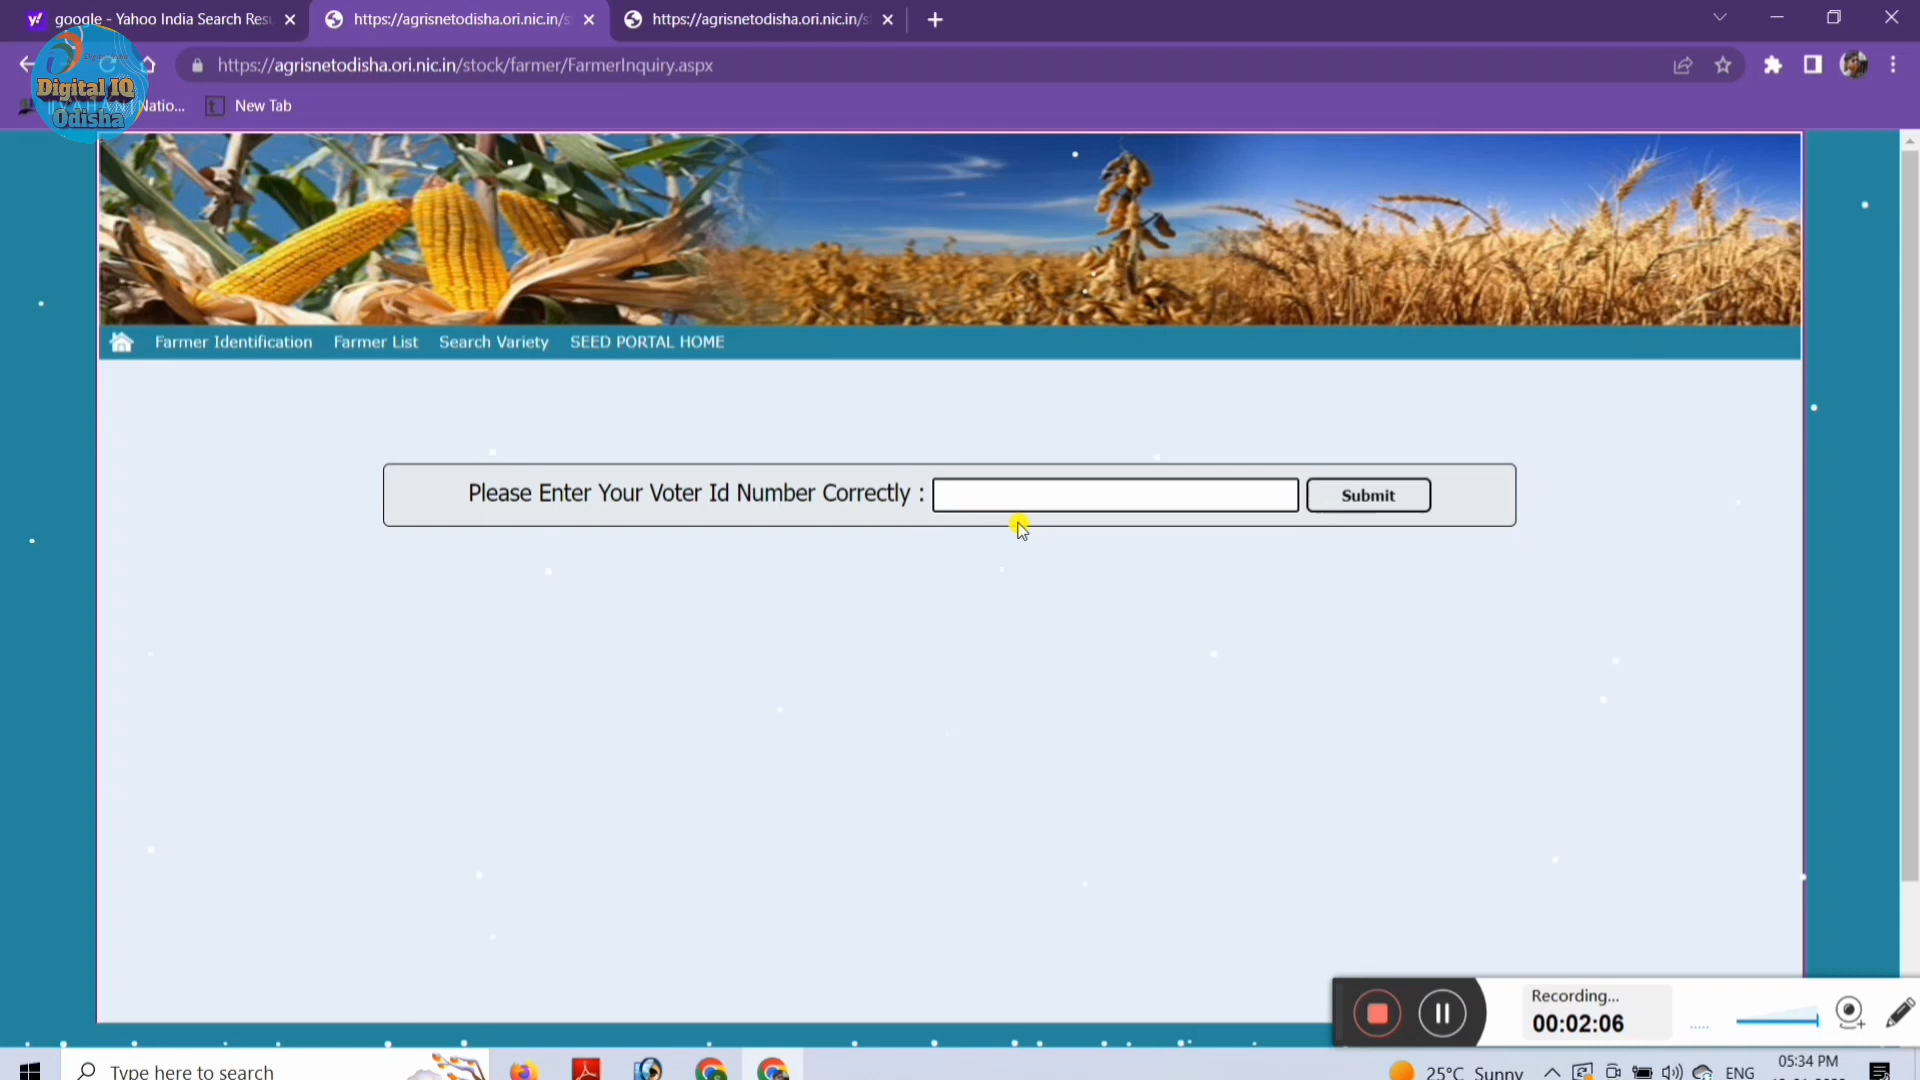 google - Yahoo India Search Resu
https://agrisnetodisha.ori.nic.in/s
https://agrisnetodisha.ori.nic.in/s
https://agrisnetodisha.ori.nic.in/stock/farmer/FarmerInquiry.aspx
Digital IQ
Odisha
Natio...
New Tab
Farmer Identification
Farmer List
Search Variety
SEED PORTAL HOME
Please Enter Your Voter Id Number Correctly :
Submit
Recording...
00:02:06
Type here to search
25°C Sunny
ENG
05:34 PM